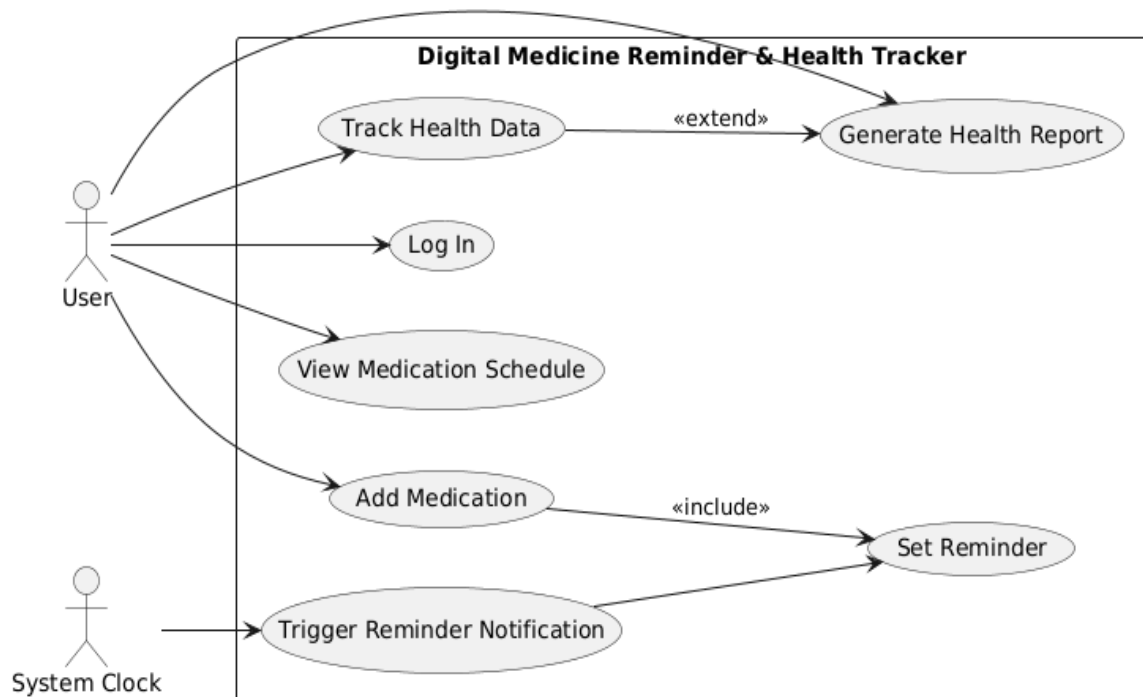 Digital Medicine Reminder & Health Tracker
Track Health Data
«extend»
Generate Health Report
Log In
User
View Medication Schedule
Add Medication
«include»
Set Reminder
Trigger Reminder Notification
System Clock